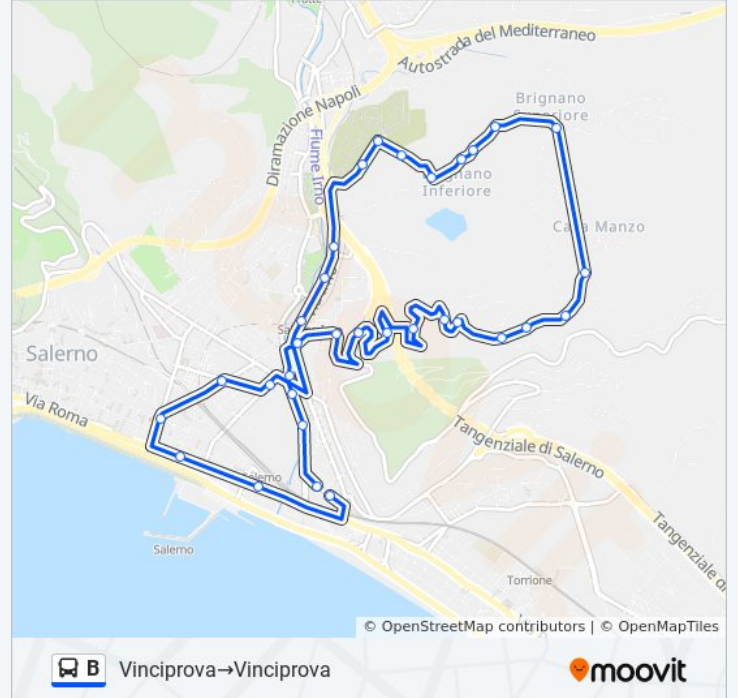 Autostrada del Mediterraneo
Diramazione Napoli
Brignano
Fiume Irno
Inferiore
Manzo
Salerno
Via Roma
Tangenziale di Salerno
Tangenziale di
Salerno
Torrione
© OpenStreetMap contributors | © OpenMapTiles
B Vinciprova→Vinciprova
moovit